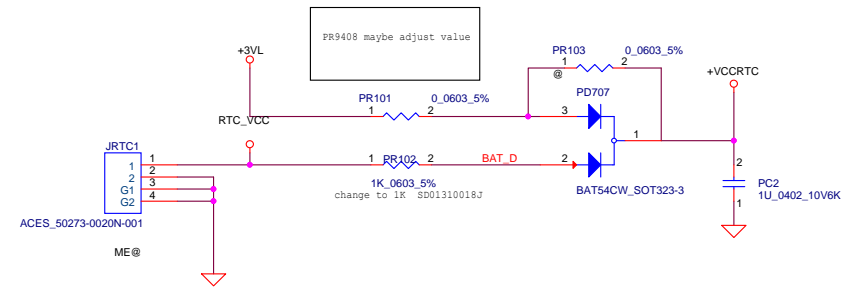 PR9408 maybe adjust value
+3VL
PR103
0_0603_5%
1
2
@
+VCCRTC
PR101
0_0603_5%
PD707
1
2
3
1
RTC_VCC
JRTC1
1
2
G1
G2
1
2
3
4
1
PR102
2
BAT_D
2
1K_0603_5%
change to 1K SD01310018J
BAT54CW_SOT323-3
2
1
PC2
1U_0402_10V6K
ACES_50273-0020N-001
ME@